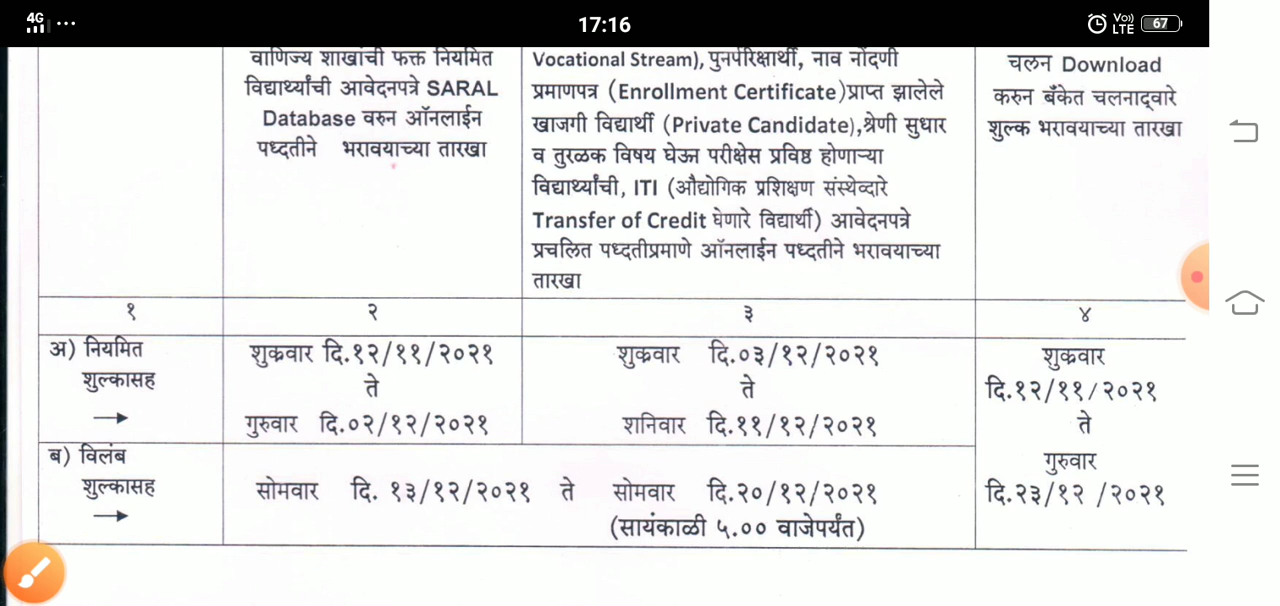 4G
17:16
Vo))
LTE
67
वाणिज्य शाखांची फक्त नियमित
विद्यार्थ्यांची आवेदनपत्रे SARAL
Database वरुन ऑनलाईन
पध्दतीने भरावयाच्या तारखा
Vocational Stream), पुनर्परिक्षार्थी, नाव नोंदणी
प्रमाणपत्र (Enrollment Certificate)प्राप्त झालेले
खाजगी विद्यार्थी (Private Candidate),श्रेणी सुधार
व तुरळक विषय घेऊन परीक्षेस प्रविष्ठ होणाऱ्या
विद्यार्थ्यांची, ITI (औद्योगिक प्रशिक्षण संस्थेव्दारे
Transfer of Credit घेणारे विद्यार्थी) आवेदनपत्रे
प्रचलित पध्दतीप्रमाणे ऑनलाईन पध्दतीने भरावयाच्या
तारखा
चलन Download
करुन बँकेत चलनाद्वारे
शुल्क भरावयाच्या तारखा
१
२
३
४
अ) नियमित
शुल्कासह
शुक्रवार दि.१२/११/२०२१
ते
गुरुवार दि.०२/१२/२०२१
शुक्रवार दि.०३/१२/२०२१
ते
शनिवार दि.११/१२/२०२१
शुक्रवार
दि.१२/११/२०२१
ते
गुरुवार
दि.२३/१२ /२०२१
ब) विलंब
शुल्कासह
सोमवार दि. १३/१२/२०२१ ते सोमवार दि.२०/१२/२०२१
(सायंकाळी ५.०० वाजेपर्यंत)